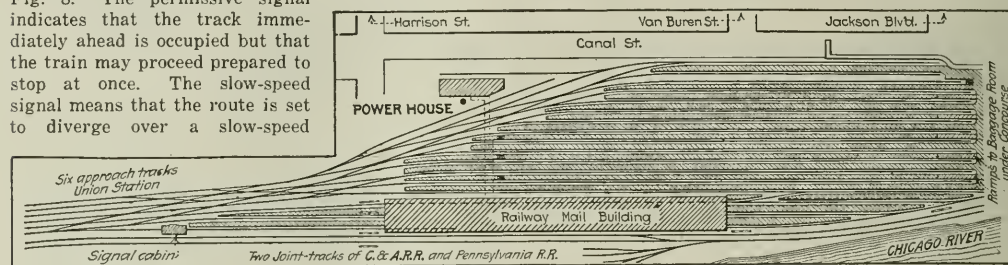 Fig. 8. The permissive signal
indicates that the track imme-
diately ahead is occupied but that
the train may proceed prepared to
stop at once. The slow-speed
signal means that the route is set
to diverge over a slow-speed
Harrison St.
Van Buren St.
Jackson Blvd.
Canal St.
POWER HOUSE
Ramps to Baggage Room
under Concourse
Six approach tracks
Union Station
Railway Mail Building
Signal cabin
Two Joint-tracks of C.& A.R.R. and Pennsylvania R.R.
CHICAGO RIVER